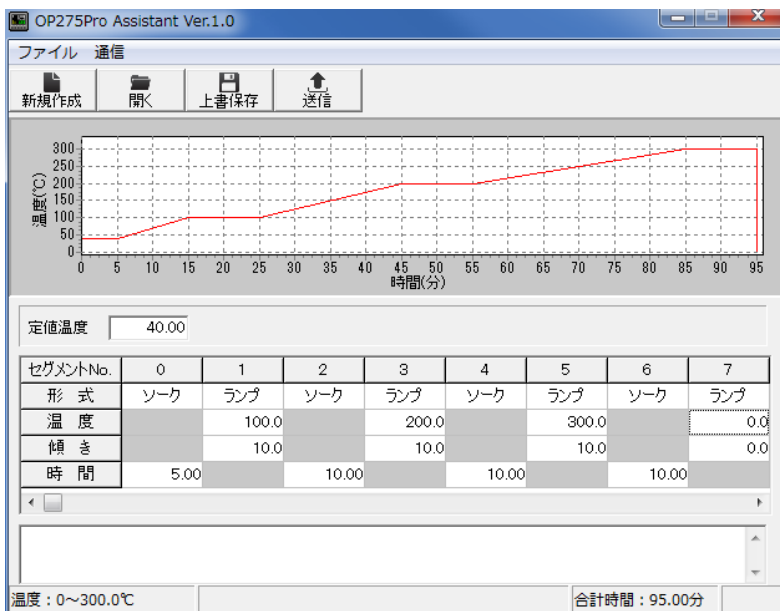 OP275Pro Assistant Ver.1.0
ファイル 通信
新規作成 開く 上書保存 送信
300
250
200
150
100
50
0
温度(℃)
0 5 10 15 20 25 30 35 40 45 50 55 60 65 70 75 80 85 90 95
時間(分)
定値温度 40.00
セグメントNo. 0 1 2 3 4 5 6 7
形 式 ソーク ランプ ソーク ランプ ソーク ランプ ソーク ランプ
温 度 100.0 200.0 300.0 0.0
傾 き 10.0 10.0 10.0 0.0
時 間 5.00 10.00 10.00 10.00
温度：0～300.0℃ 合計時間：95.00分